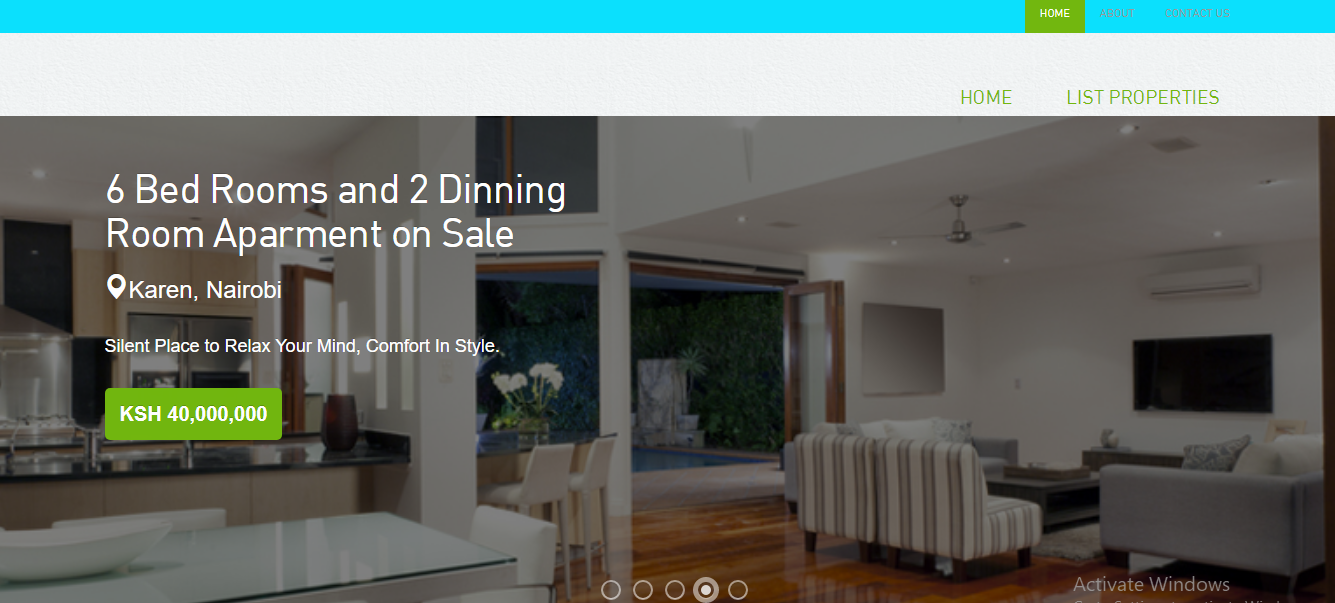 HOME ABOUT CONTACT US
HOME LIST PROPERTIES
6 Bed Rooms and 2 Dinning
Room Aparment on Sale
Karen, Nairobi
Silent Place to Relax Your Mind, Comfort In Style.
KSH 40,000,000
Activate Windows